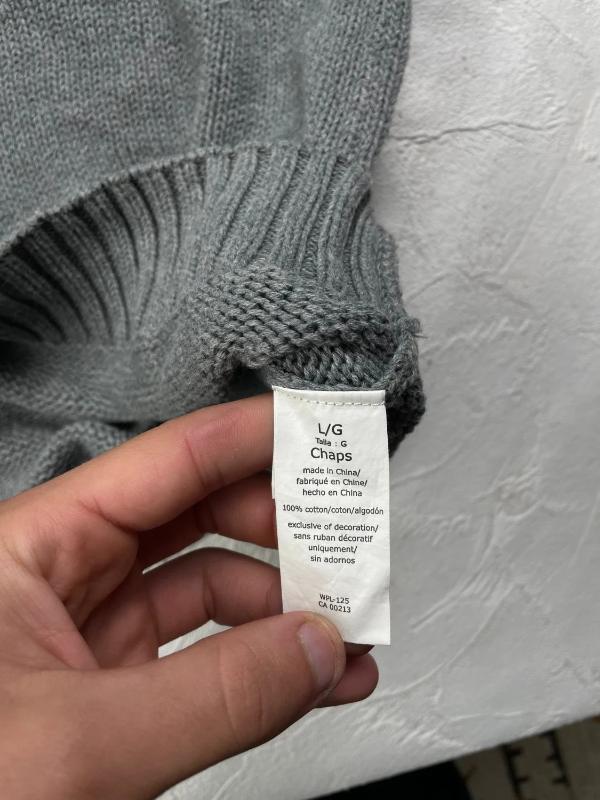 L/G
Talla : G
Chaps
made in China/
fabriqué en Chine/
hecho en China
100% cotton/coton/algodón
exclusive of decoration/
sans ruban décoratif
uniquement/
sin adornos
WPL-125
CA 00213